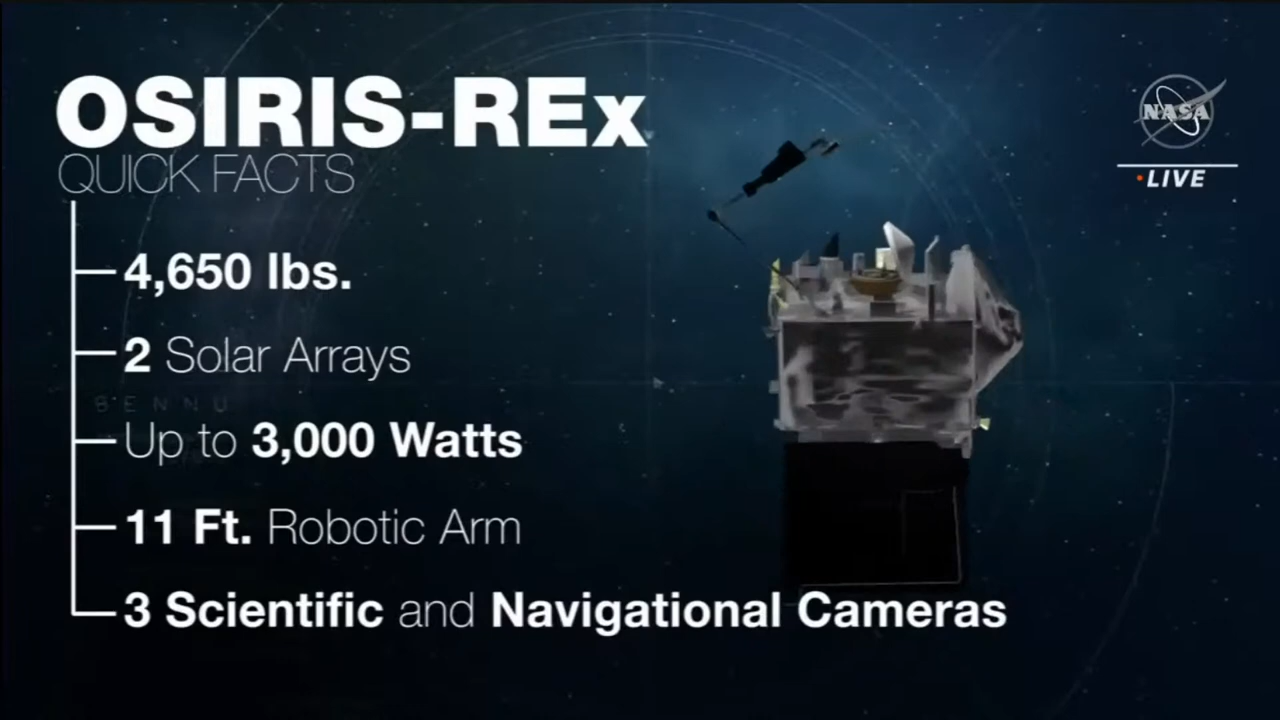 OSIRIS-REx
QUICK FACTS
4,650 lbs.
2 Solar Arrays
BENNU
Up to 3,000 Watts
11 Ft. Robotic Arm
3 Scientific and Navigational Cameras
NASA
LIVE